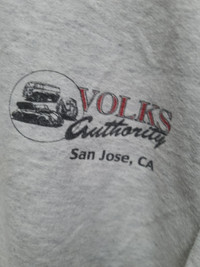 VOLKS
Authority
San Jose, CA